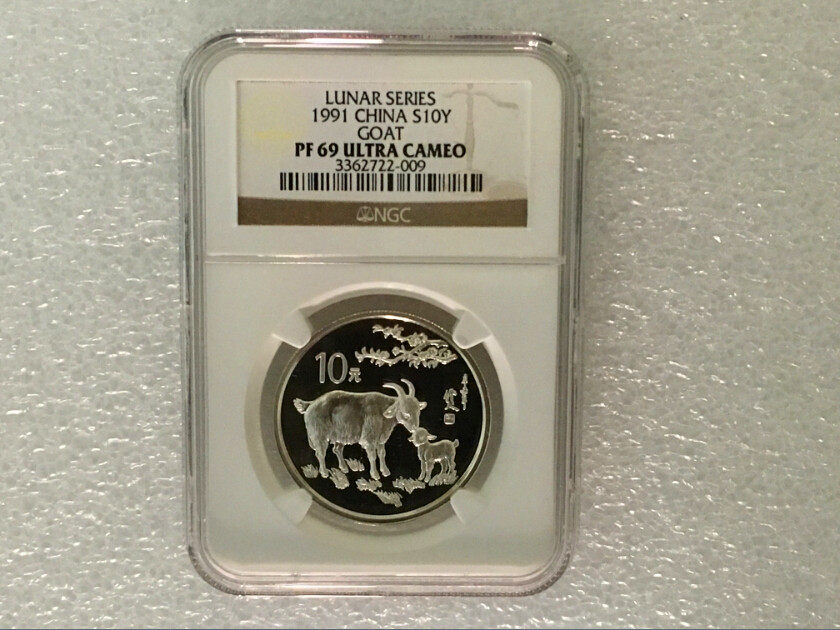 LUNAR SERIES
1991 CHINA S10Y
GOAT
PF 69 ULTRA CAMEO
3362722-009
NGC
10元